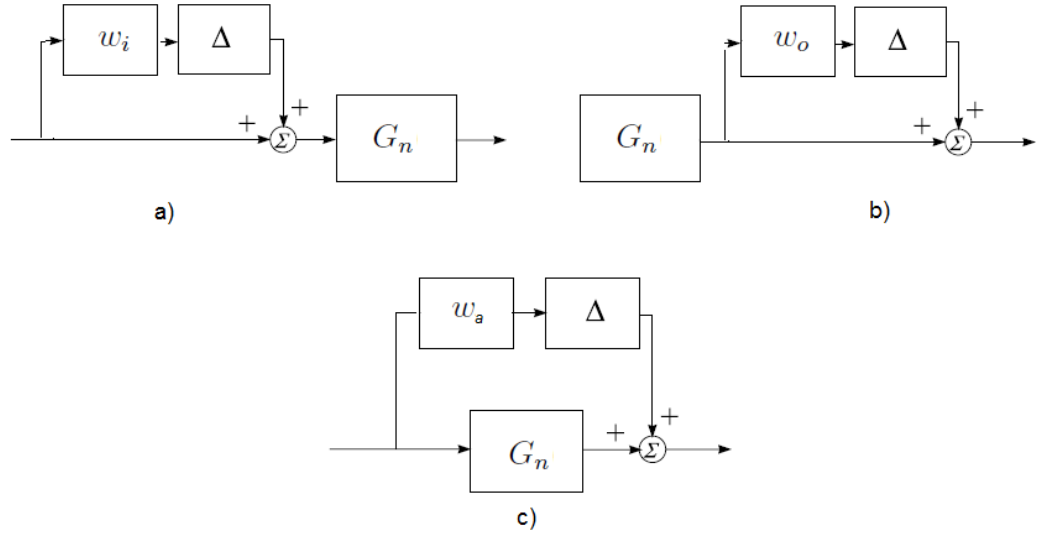 w_i Δ
+ +
Σ G_n
a)
w_o Δ
+ +
G_n Σ
b)
w_a Δ
+ +
G_n Σ
c)